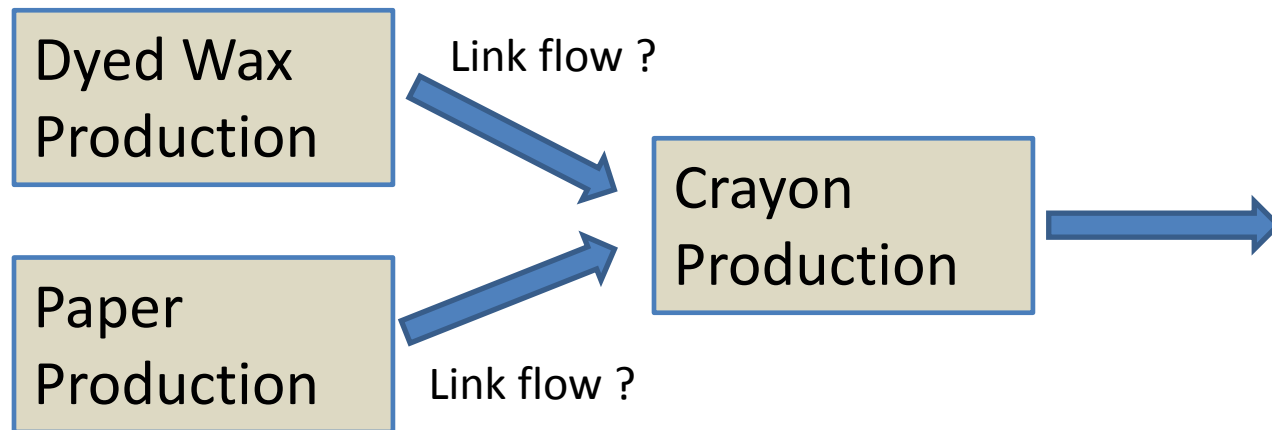 Dyed Wax
Production
Link flow ?
Crayon
Production
Paper
Production
Link flow ?